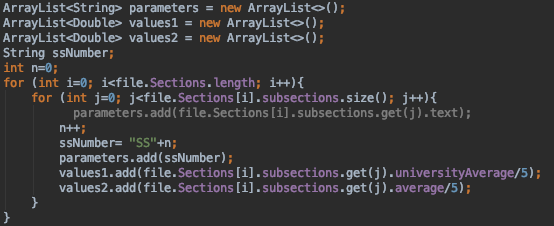 ArrayList<String> parameters = new ArrayList<>();
ArrayList<Double> values1 = new ArrayList<>();
ArrayList<Double> values2 = new ArrayList<>();
String ssNumber;
int n=0;
for (int i=0; i<file.Sections.length; i++){
for (int j=0; j<file.Sections[i].subsections.size(); j++){
parameters.add(file.Sections[i].subsections.get(j).text);
n++;
ssNumber= "SS"+n;
parameters.add(ssNumber);
values1.add(file.Sections[i].subsections.get(j).universityAverage/5);
values2.add(file.Sections[i].subsections.get(j).average/5);
}
}